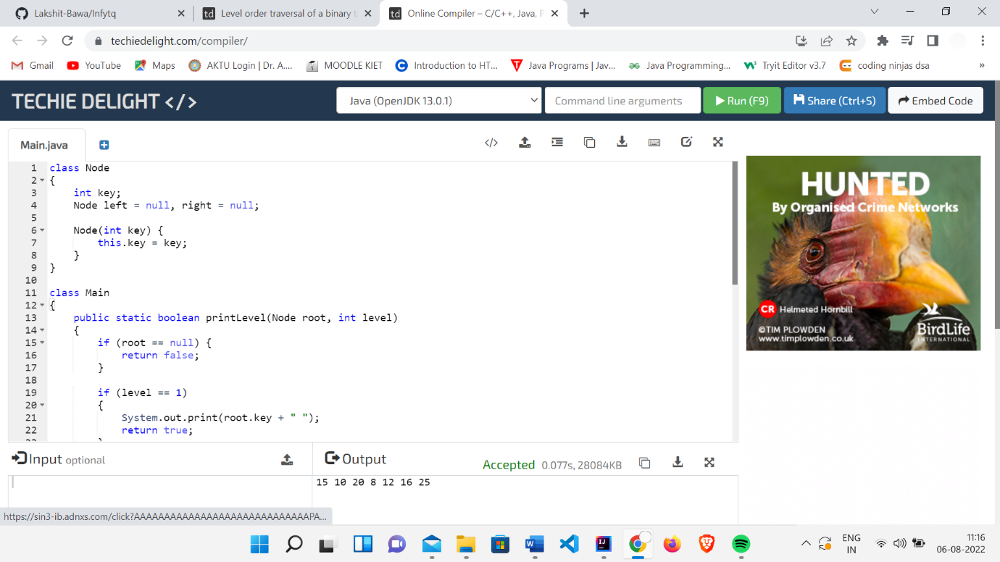 Lakshit-Bawa/Infytq
td Level order traversal of a binary t
td Online Compiler – C/C++, Java, P
techiedelight.com/compiler/
Gmail YouTube Maps AKTU Login | Dr. A.... MOODLE KIET Introduction to HT... Java Programs | Jav... Java Programming... Tryit Editor v3.7 coding ninjas dsa »
TECHIE DELIGHT </>
Java (OpenJDK 13.0.1)
Command line arguments
Run (F9)
Share (Ctrl+S)
Embed Code
Main.java
1 class Node
2 {
3 int key;
4 Node left = null, right = null;
5
6 Node(int key) {
7 this.key = key;
8 }
9 }
10
11 class Main
12 {
13 public static boolean printLevel(Node root, int level)
14 {
15 if (root == null) {
16 return false;
17 }
18
19 if (level == 1)
20 {
21 System.out.print(root.key + " ");
22 return true;
HUNTED
By Organised Crime Networks
CR Helmeted Hornbill
©TIM PLOWDEN
www.timplowden.co.uk
BirdLife
INTERNATIONAL
Input optional
Output
Accepted 0.077s, 28084KB
15 10 20 8 12 16 25
ENG
IN
11:16
06-08-2022